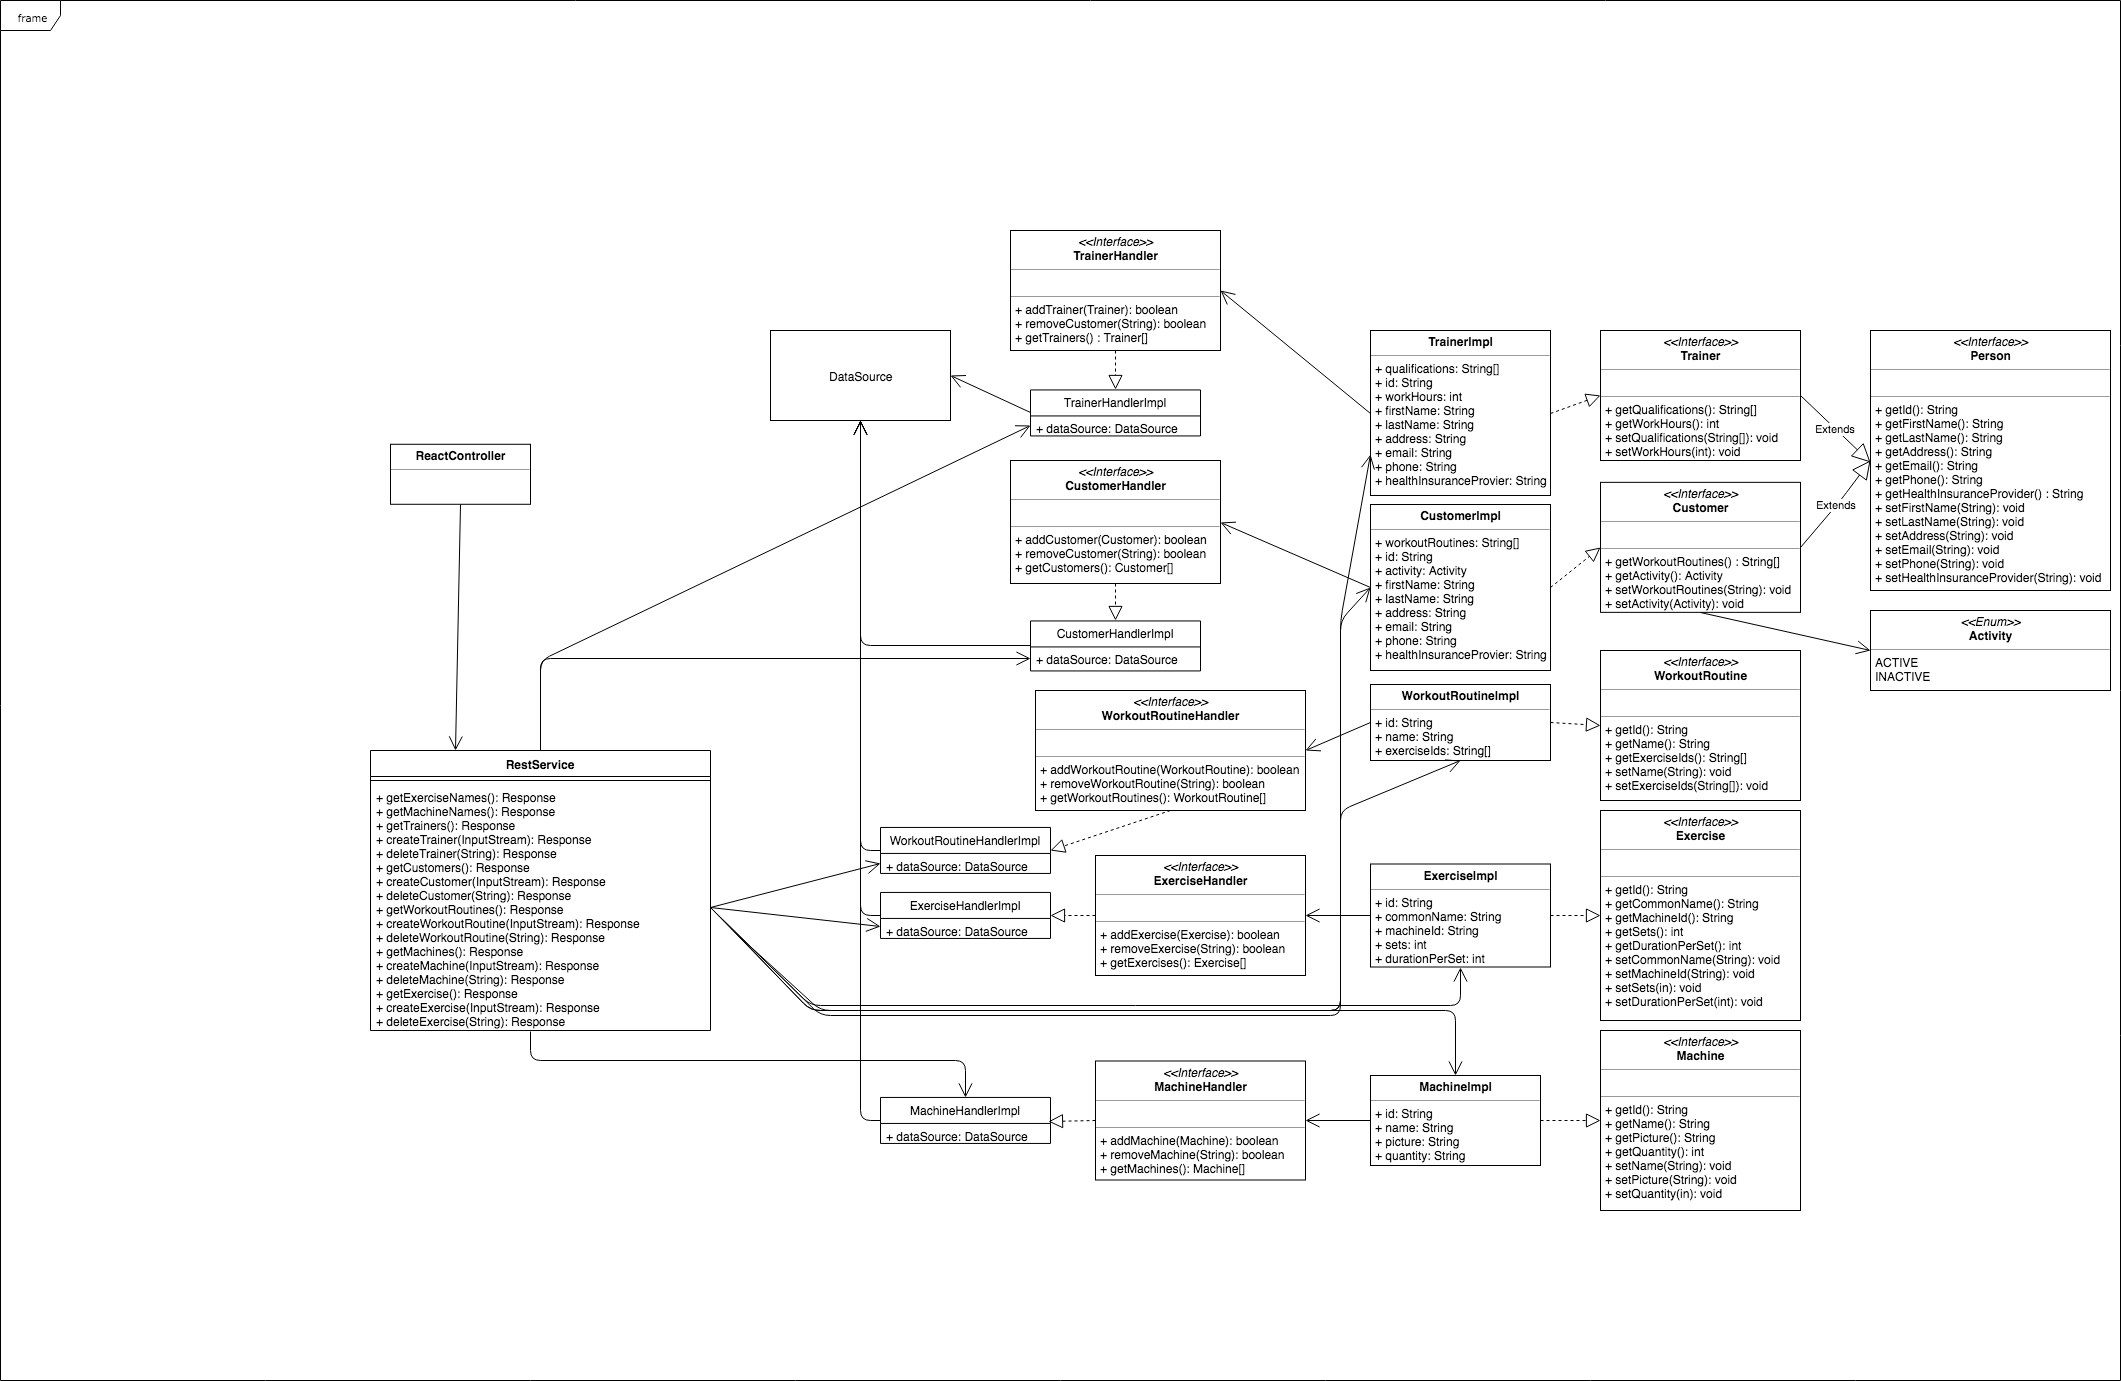 frame
<<Interface>>
TrainerHandler
+ addTrainer(Trainer): boolean
+ removeCustomer(String): boolean
+ getTrainers() : Trainer[]
DataSource
TrainerHandlerImpl
+ dataSource: DataSource
ReactController
<<Interface>>
CustomerHandler
+ addCustomer(Customer): boolean
+ removeCustomer(String): boolean
+ getCustomers(): Customer[]
CustomerHandlerImpl
+ dataSource: DataSource
<<Interface>>
WorkoutRoutineHandler
+ addWorkoutRoutine(WorkoutRoutine): boolean
+ removeWorkoutRoutine(String): boolean
+ getWorkoutRoutines(): WorkoutRoutine[]
RestService
+ getExerciseNames(): Response
+ getMachineNames(): Response
+ getTrainers(): Response
+ createTrainer(InputStream): Response
+ deleteTrainer(String): Response
+ getCustomers(): Response
+ createCustomer(InputStream): Response
+ deleteCustomer(String): Response
+ getWorkoutRoutines(): Response
+ createWorkoutRoutine(InputStream): Response
+ deleteWorkoutRoutine(String): Response
+ getMachines(): Response
+ createMachine(InputStream): Response
+ deleteMachine(String): Response
+ getExercise(): Response
+ createExercise(InputStream): Response
+ deleteExercise(String): Response
WorkoutRoutineHandlerImpl
+ dataSource: DataSource
ExerciseHandlerImpl
+ dataSource: DataSource
<<Interface>>
ExerciseHandler
+ addExercise(Exercise): boolean
+ removeExercise(String): boolean
+ getExercises(): Exercise[]
MachineHandlerImpl
+ dataSource: DataSource
<<Interface>>
MachineHandler
+ addMachine(Machine): boolean
+ removeMachine(String): boolean
+ getMachines(): Machine[]
TrainerImpl
+ qualifications: String[]
+ id: String
+ workHours: int
+ firstName: String
+ lastName: String
+ address: String
+ email: String
+ phone: String
+ healthInsuranceProvier: String
CustomerImpl
+ workoutRoutines: String[]
+ id: String
+ activity: Activity
+ firstName: String
+ lastName: String
+ address: String
+ email: String
+ phone: String
+ healthInsuranceProvier: String
WorkoutRoutineImpl
+ id: String
+ name: String
+ exerciseIds: String[]
ExerciseImpl
+ id: String
+ commonName: String
+ machineId: String
+ sets: int
+ durationPerSet: int
MachineImpl
+ id: String
+ name: String
+ picture: String
+ quantity: String
<<Interface>>
Trainer
+ getQualifications(): String[]
+ getWorkHours(): int
+ setQualifications(String[]): void
+ setWorkHours(int): void
Extends
<<Interface>>
Customer
+ getWorkoutRoutines() : String[]
+ getActivity(): Activity
+ setWorkoutRoutines(String): void
+ setActivity(Activity): void
Extends
<<Interface>>
Person
+ getId(): String
+ getFirstName(): String
+ getLastName(): String
+ getAddress(): String
+ getEmail(): String
+ getPhone(): String
+ getHealthInsuranceProvider() : String
+ setFirstName(String): void
+ setLastName(String): void
+ setAddress(String): void
+ setEmail(String): void
+ setPhone(String): void
+ setHealthInsuranceProvider(String): void
<<Enum>>
Activity
ACTIVE
INACTIVE
<<Interface>>
WorkoutRoutine
+ getId(): String
+ getName(): String
+ getExerciseIds(): String[]
+ setName(String): void
+ setExerciseIds(String[]): void
<<Interface>>
Exercise
+ getId(): String
+ getCommonName(): String
+ getMachineId(): String
+ getSets(): int
+ getDurationPerSet(): int
+ setCommonName(String): void
+ setMachineId(String): void
+ setSets(in): void
+ setDurationPerSet(int): void
<<Interface>>
Machine
+ getId(): String
+ getName(): String
+ getPicture(): String
+ getQuantity(): int
+ setName(String): void
+ setPicture(String): void
+ setQuantity(in): void